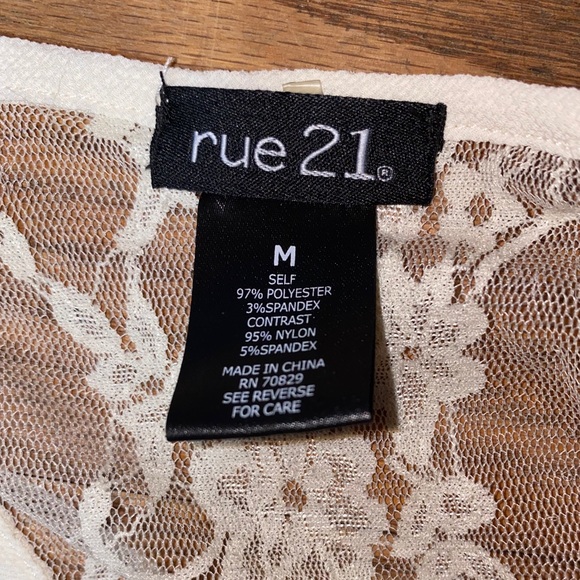 rue 21®
M
SELF
97% POLYESTER
3%SPANDEX
CONTRAST
95% NYLON
5%SPANDEX
MADE IN CHINA
RN 70829
SEE REVERSE
FOR CARE